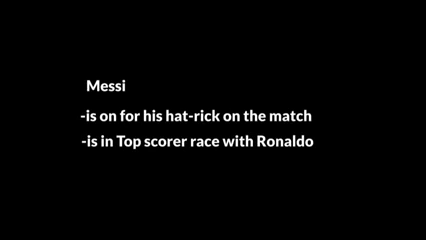 Messi
-is on for his hat-rick on the match
-is in Top scorer race with Ronaldo